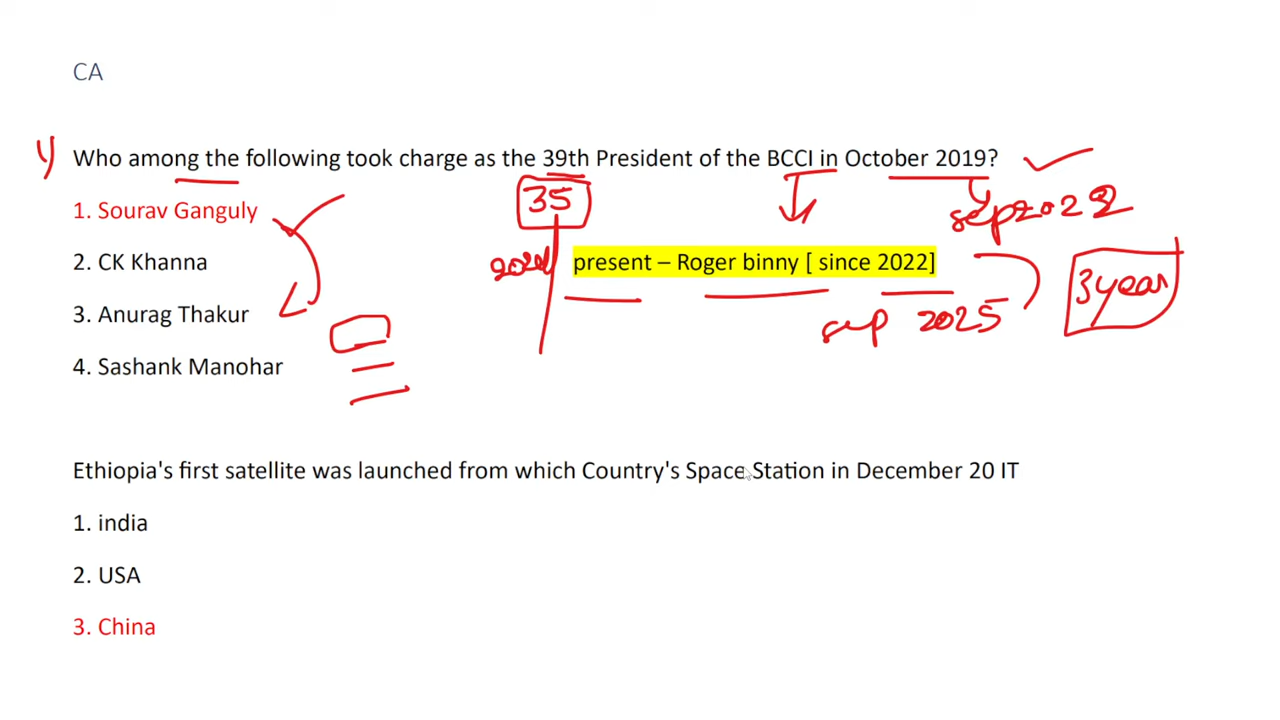 CA
1) Who among the following took charge as the 39th President of the BCCI in October 2019?
35
1. Sourav Ganguly
sep 2022
2. CK Khanna
present – Roger binny [ since 2022]
3 year
3. Anurag Thakur
sep 2025
4. Sashank Manohar
Ethiopia's first satellite was launched from which Country's Space Station in December 20 IT
1. india
2. USA
3. China